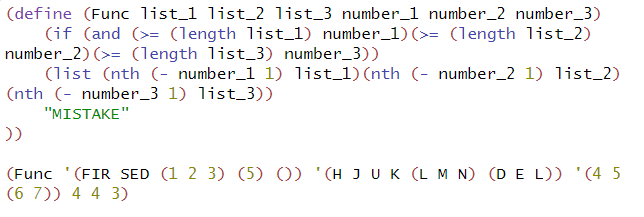 (define (Func list_1 list_2 list_3 number_1 number_2 number_3)
(if (and (>= (length list_1) number_1)(>= (length list_2)
number_2)(>= (length list_3) number_3))
(list (nth (- number_1 1) list_1)(nth (- number_2 1) list_2)
(nth (- number_3 1) list_3))
"MISTAKE"
))
(Func '(FIR SED (1 2 3) (5) ()) '(H J U K (L M N) (D E L)) '(4 5
(6 7)) 4 4 3)